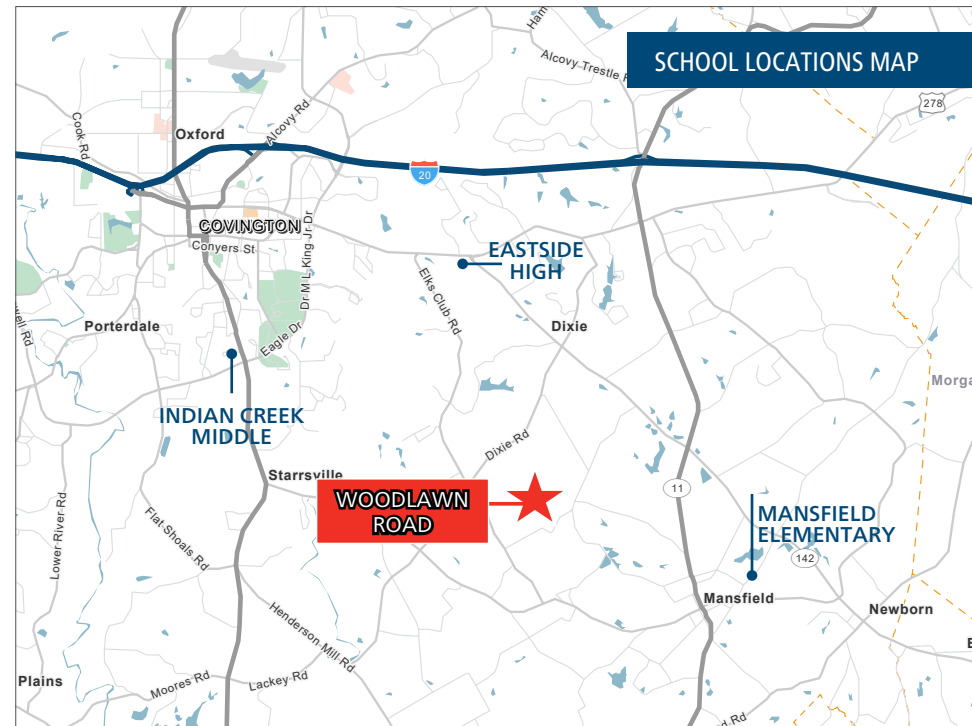 SCHOOL LOCATIONS MAP
Alcovy Trestle
278
Alcovy Rd
Cook Rd
Oxford
20
COVINGTON
Conyers St
Dr M L King Jr Dr
EASTSIDE
HIGH
Elks Club Rd
Porterdale
Eagle Dr
Dixie
INDIAN CREEK
MIDDLE
Dixie Rd
Starrsville
WOODLAWN
ROAD
11
MANSFIELD
ELEMENTARY
Lower River Rd
Flat Shoals Rd
142
Mansfield
Newborn
Henderson Mill Rd
Plains
Moores Rd
Lackey Rd